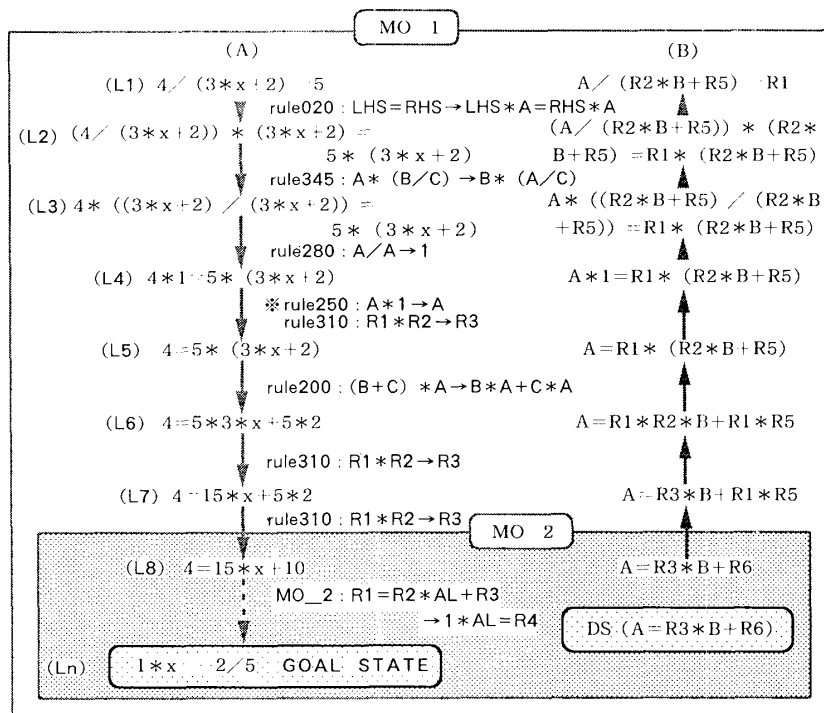 MO 1
(A)
(B)
(L1) 4/ (3*x+2) 5
A/ (R2*B+R5) R1
rule020 : LHS=RHS→LHS*A=RHS*A
(L2) (4/ (3*x+2)) * (3*x+2) =
5* (3*x+2)
(A/ (R2*B+R5)) * (R2*
B+R5) =R1* (R2*B+R5)
rule345 : A* (B/C) →B* (A/C)
(L3) 4* ((3*x+2) / (3*x+2)) =
5* (3*x+2)
A* ((R2*B+R5) / (R2*B
+R5)) =R1* (R2*B+R5)
rule280 : A/A→1
(L4) 4*1=5* (3*x+2)
A*1=R1* (R2*B+R5)
※rule250 : A*1→A
rule310 : R1*R2→R3
(L5) 4=5* (3*x+2)
A=R1* (R2*B+R5)
rule200 : (B+C) *A→B*A+C*A
(L6) 4=5*3*x+5*2
A=R1*R2*B+R1*R5
rule310 : R1*R2→R3
(L7) 4=15*x+5*2
A=R3*B+R1*R5
rule310 : R1*R2→R3
MO 2
(L8) 4=15*x+10
A=R3*B+R6
MO__2 : R1=R2*AL+R3
→1*AL=R4
DS (A=R3*B+R6)
(Ln) 1*x 2/5 GOAL STATE